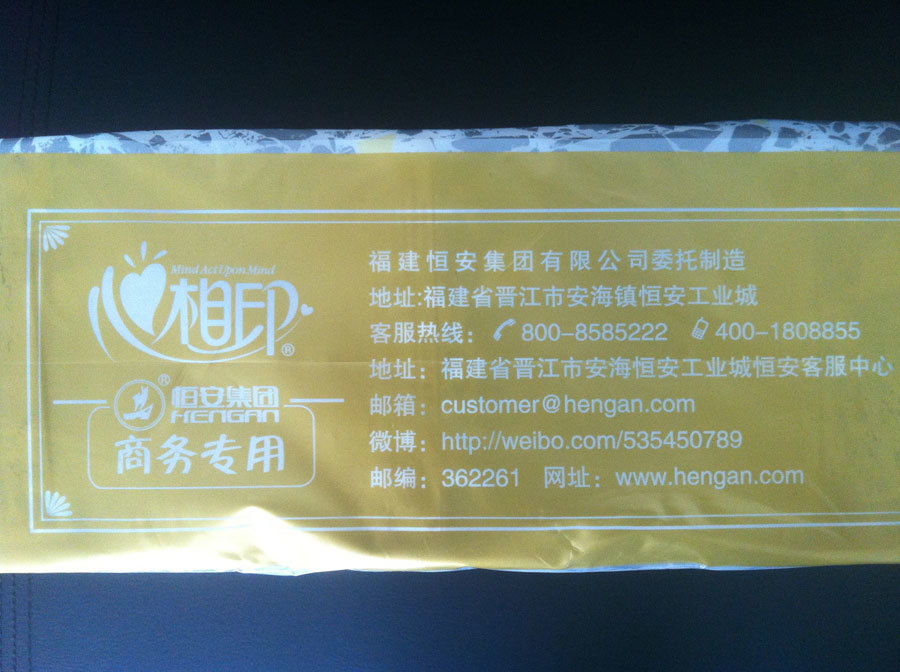 Mind Act Upon Mind
心相印®
恒安集团®
HENGAN
商务专用
福建恒安集团有限公司委托制造
地址:福建省晋江市安海镇恒安工业城
客服热线：800-8585222 400-1808855
地址：福建省晋江市安海恒安工业城恒安客服中心
邮箱：customer@hengan.com
微博：http://weibo.com/535450789
邮编：362261 网址：www.hengan.com